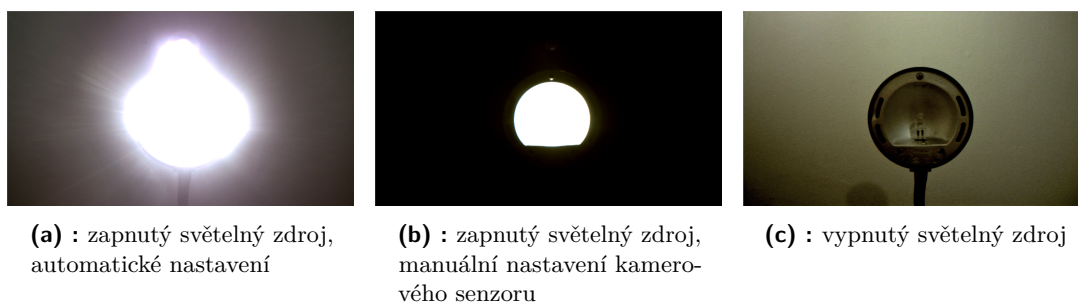 (a) : zapnutý světelný zdroj,
automatické nastavení
(b) : zapnutý světelný zdroj,
manuální nastavení kamero-
vého senzoru
(c) : vypnutý světelný zdroj